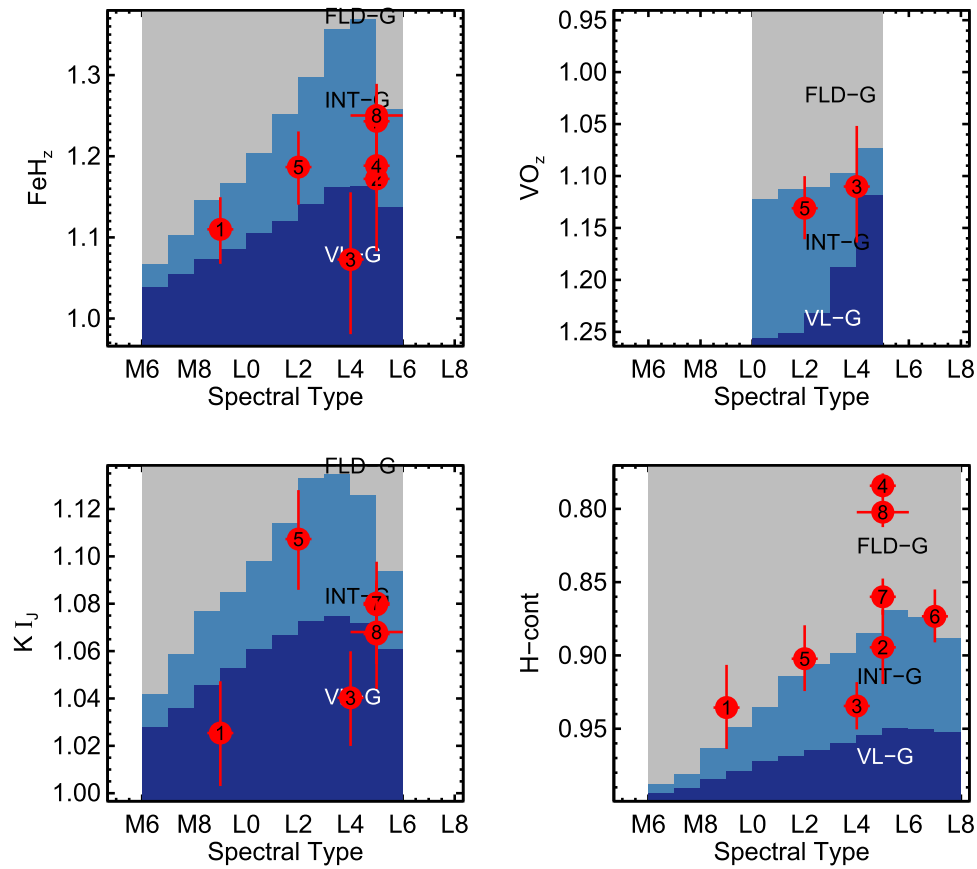 FLD−G
INT−G
VL−G
1.3
1.2
1.1
1.0
FeHz
8
4
5
1
3
M6 M8 L0 L2 L4 L6 L8
Spectral Type
0.95
1.00
1.05
1.10
1.15
1.20
1.25
VOz
FLD−G
INT−G
VL−G
3
5
M6 M8 L0 L2 L4 L6 L8
Spectral Type
FLD−G
INT−G
VL−G
1.12
1.10
1.08
1.06
1.04
1.02
1.00
K IJ
5
7
8
3
1
M6 M8 L0 L2 L4 L6 L8
Spectral Type
0.80
0.85
0.90
0.95
H−cont
4
8
FLD−G
7
6
2
5
INT−G
3
1
VL−G
M6 M8 L0 L2 L4 L6 L8
Spectral Type